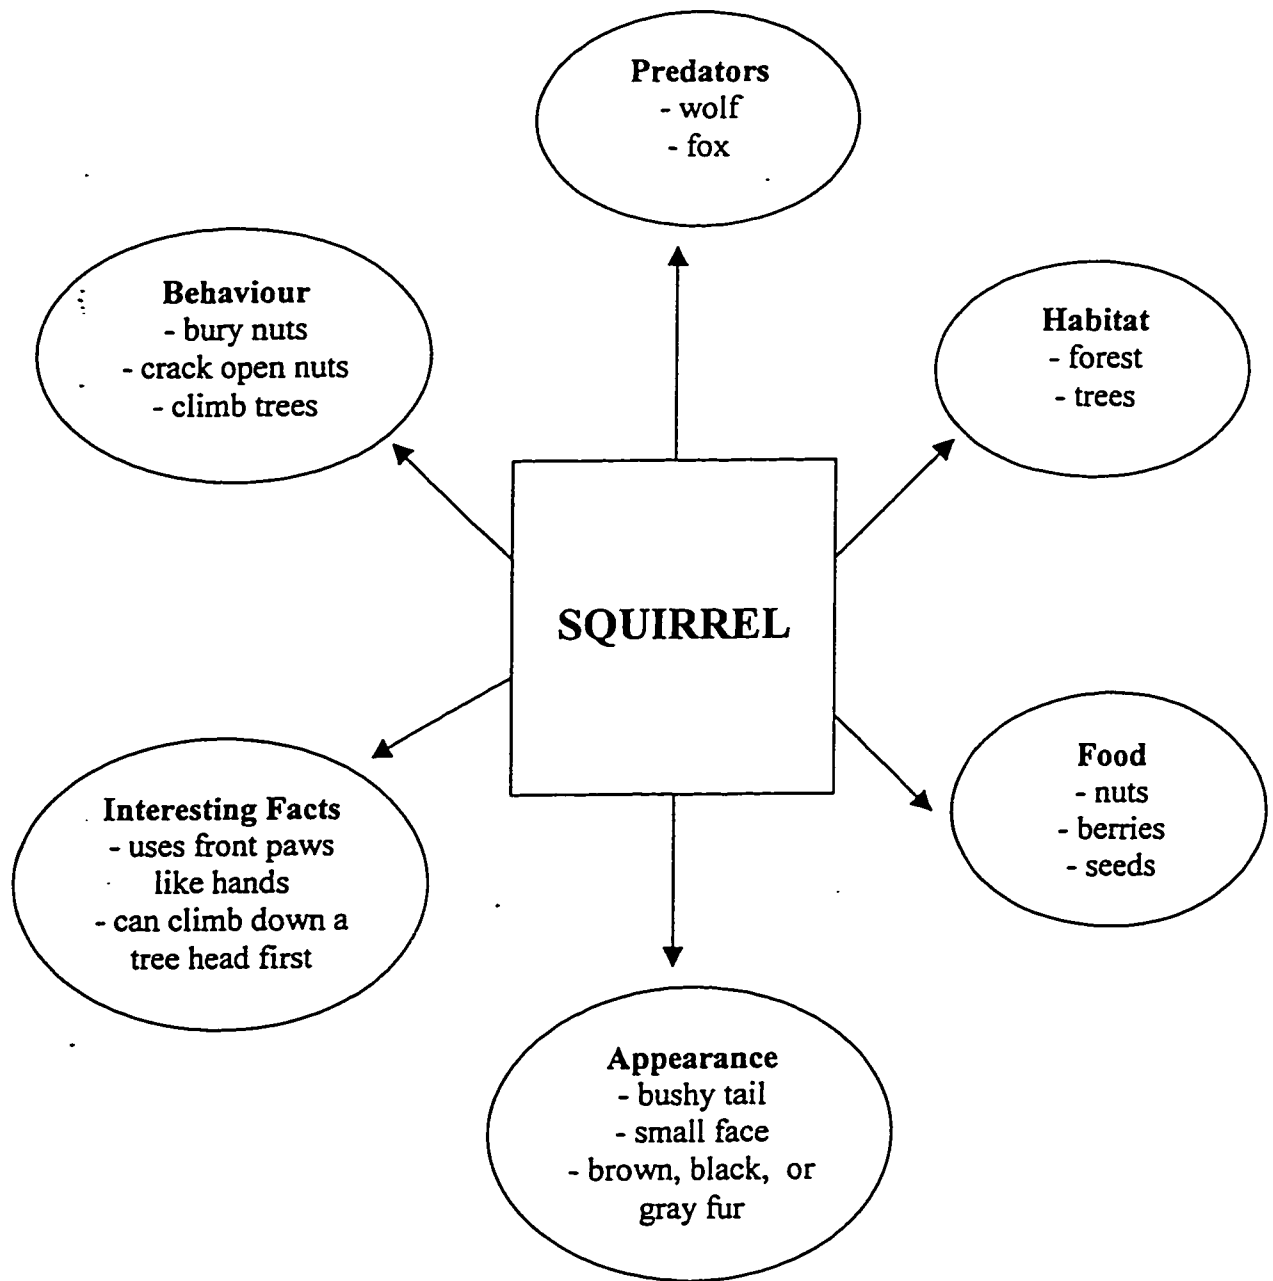 Predators
- wolf
- fox
Behaviour
- bury nuts
- crack open nuts
- climb trees
Habitat
- forest
- trees
SQUIRREL
Food
- nuts
- berries
- seeds
Interesting Facts
- uses front paws
like hands
- can climb down a
tree head first
Appearance
- bushy tail
- small face
- brown, black, or
gray fur